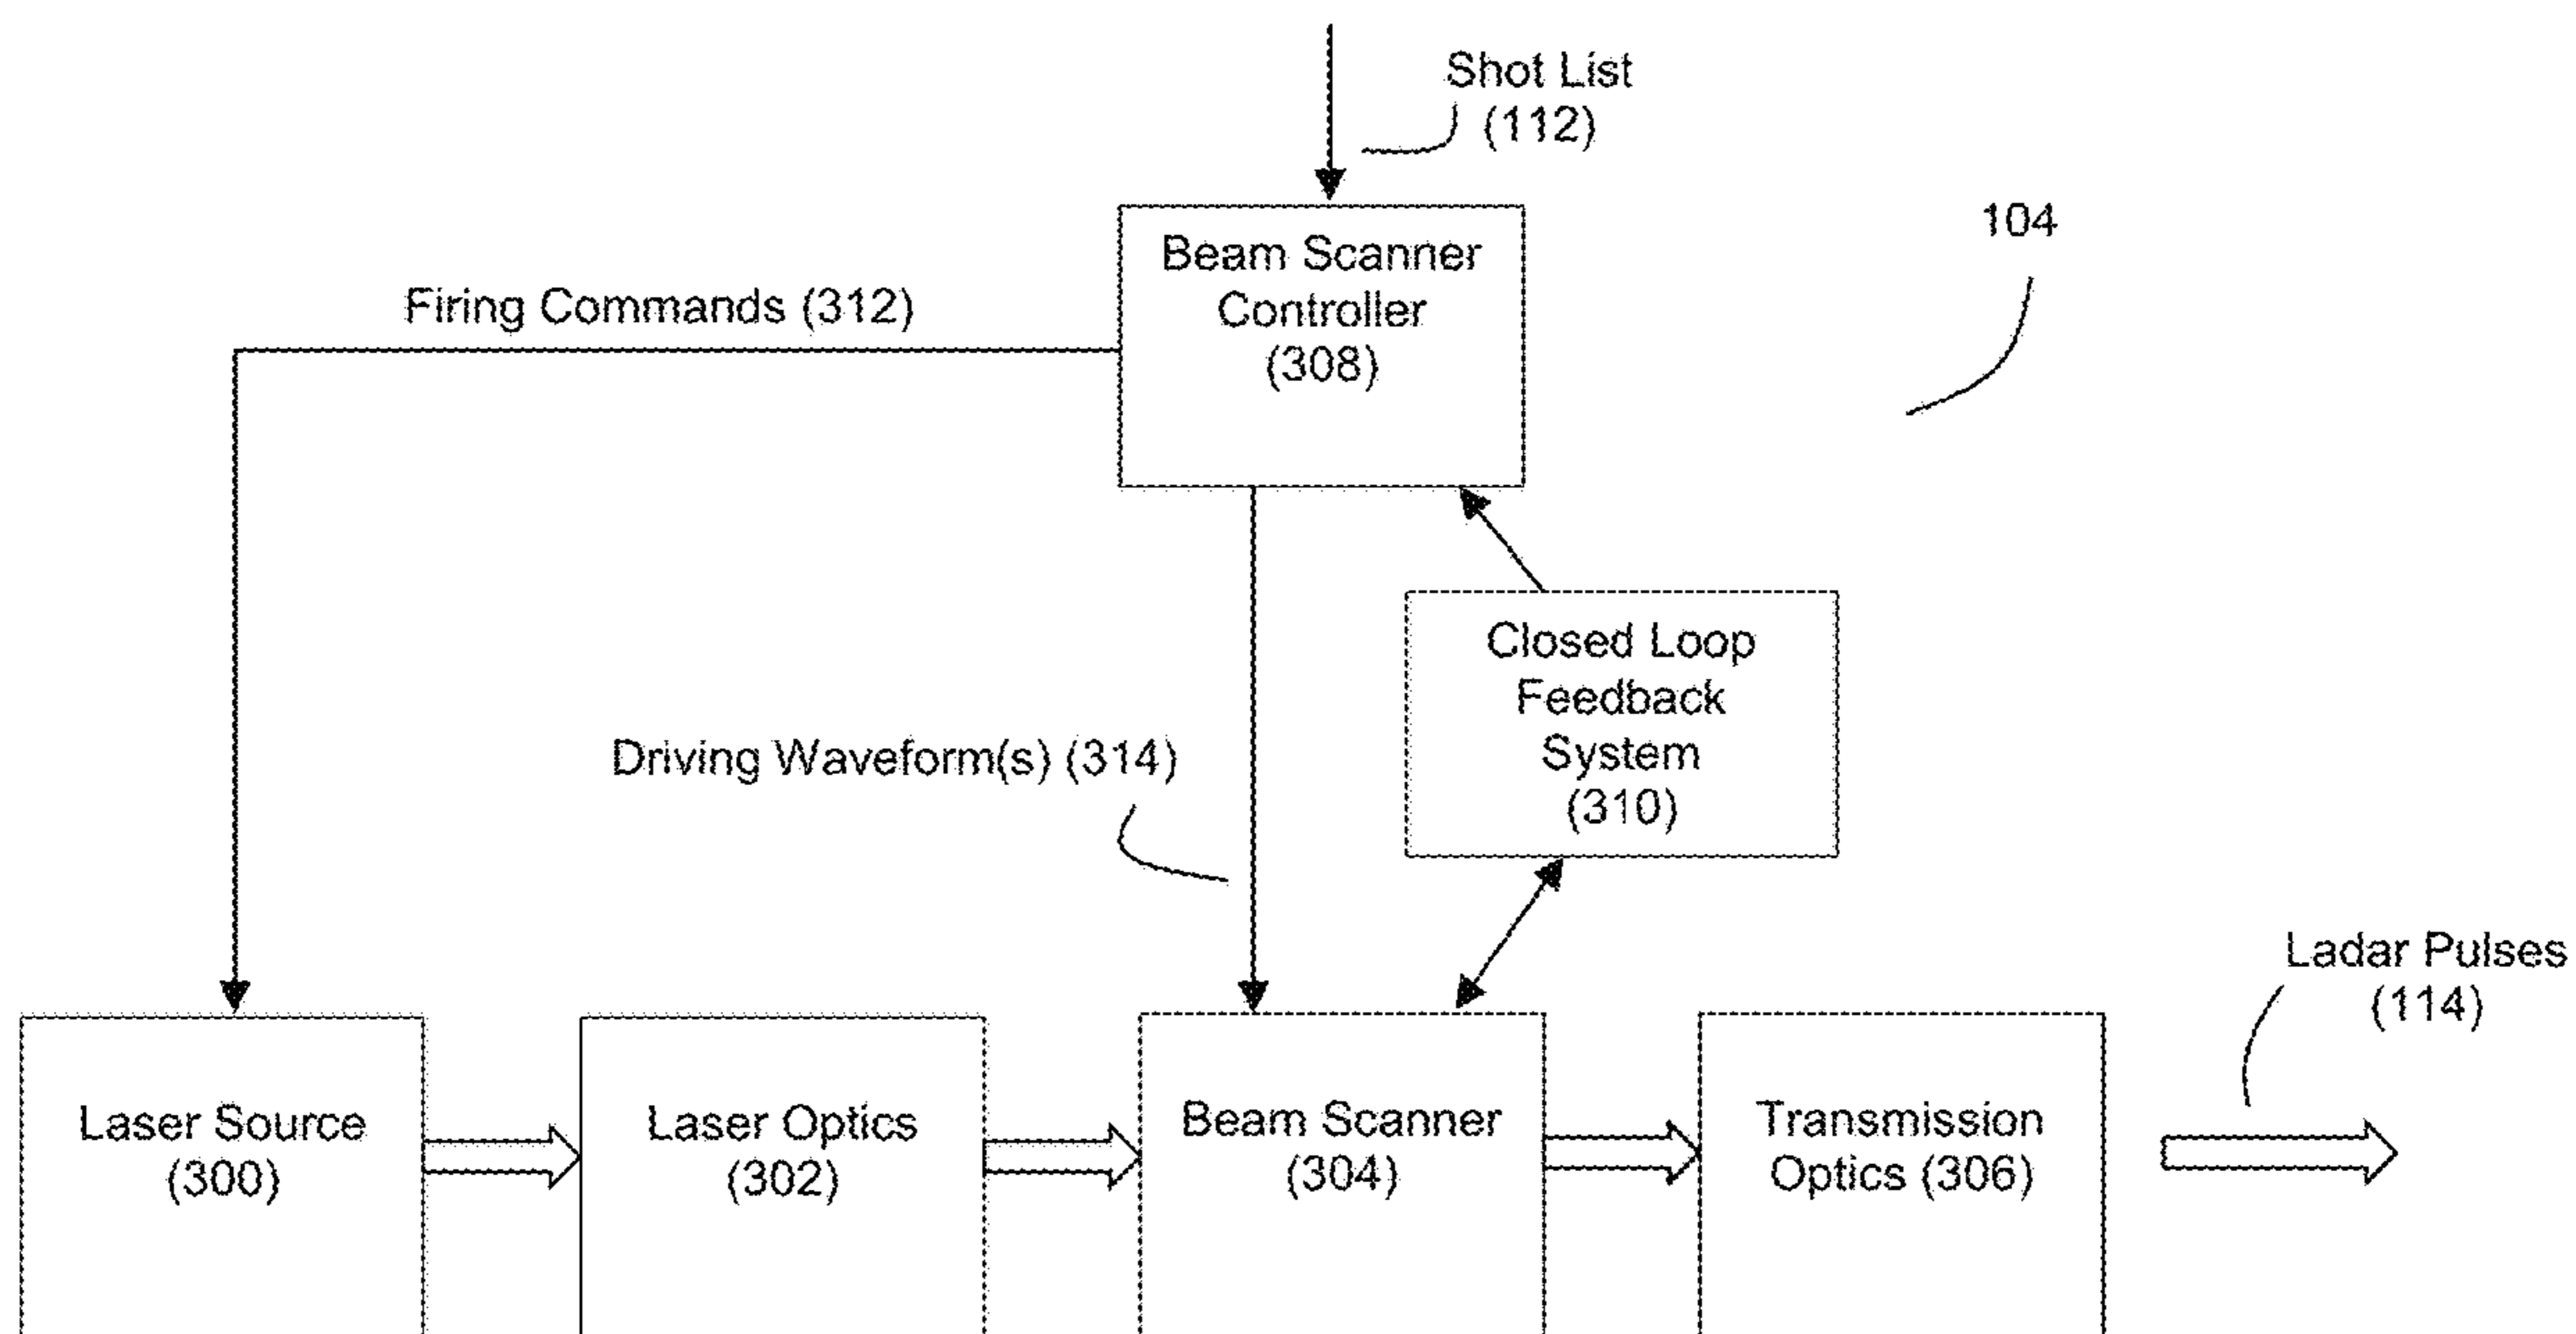 Shot List
(112)
104
Beam Scanner
Controller
(308)
Firing Commands (312)
Closed Loop
Feedback
System
(310)
Driving Waveform(s) (314)
Ladar Pulses
(114)
Laser Source
(300)
Laser Optics
(302)
Beam Scanner
(304)
Transmission
Optics (306)